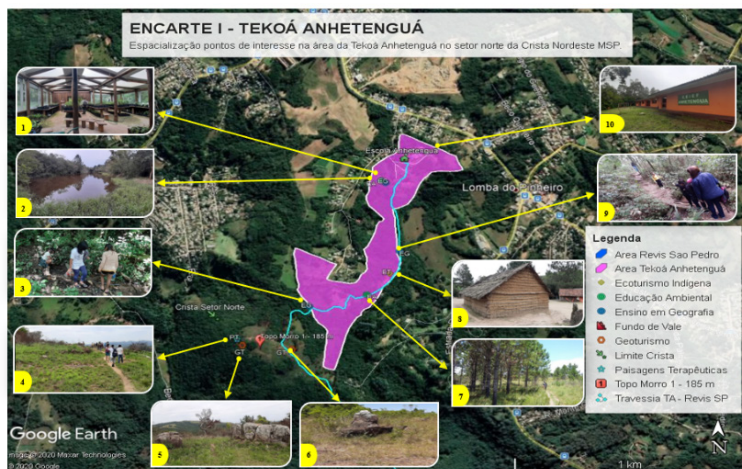 ENCARTE I - TEKOÁ ANHETENGUÁ
Espacialização pontos de interesse na área da Tekoà Anhetenguà no setor norte da Crista Nordeste MSP.
1
2
3
4
5
6
7
8
9
10
Escola Anhetenguá
Lomba do Pinheiro
Crista Setor Norte
Topo Morro 1- 185 m
PT
GT
Legenda
Area Revis Sao Pedro
Area Tekoá Anhetenguá
Ecoturismo Indígena
Educação Ambiental
Ensino em Geografia
Fundo de Vale
Geoturismo
Limite Crista
Paisagens Terapêuticas
Topo Morro 1 - 185 m
Travessia TA - Revis SP
Google Earth
© 2020 Maxar Technologies
© 2020 Google
N
1 km